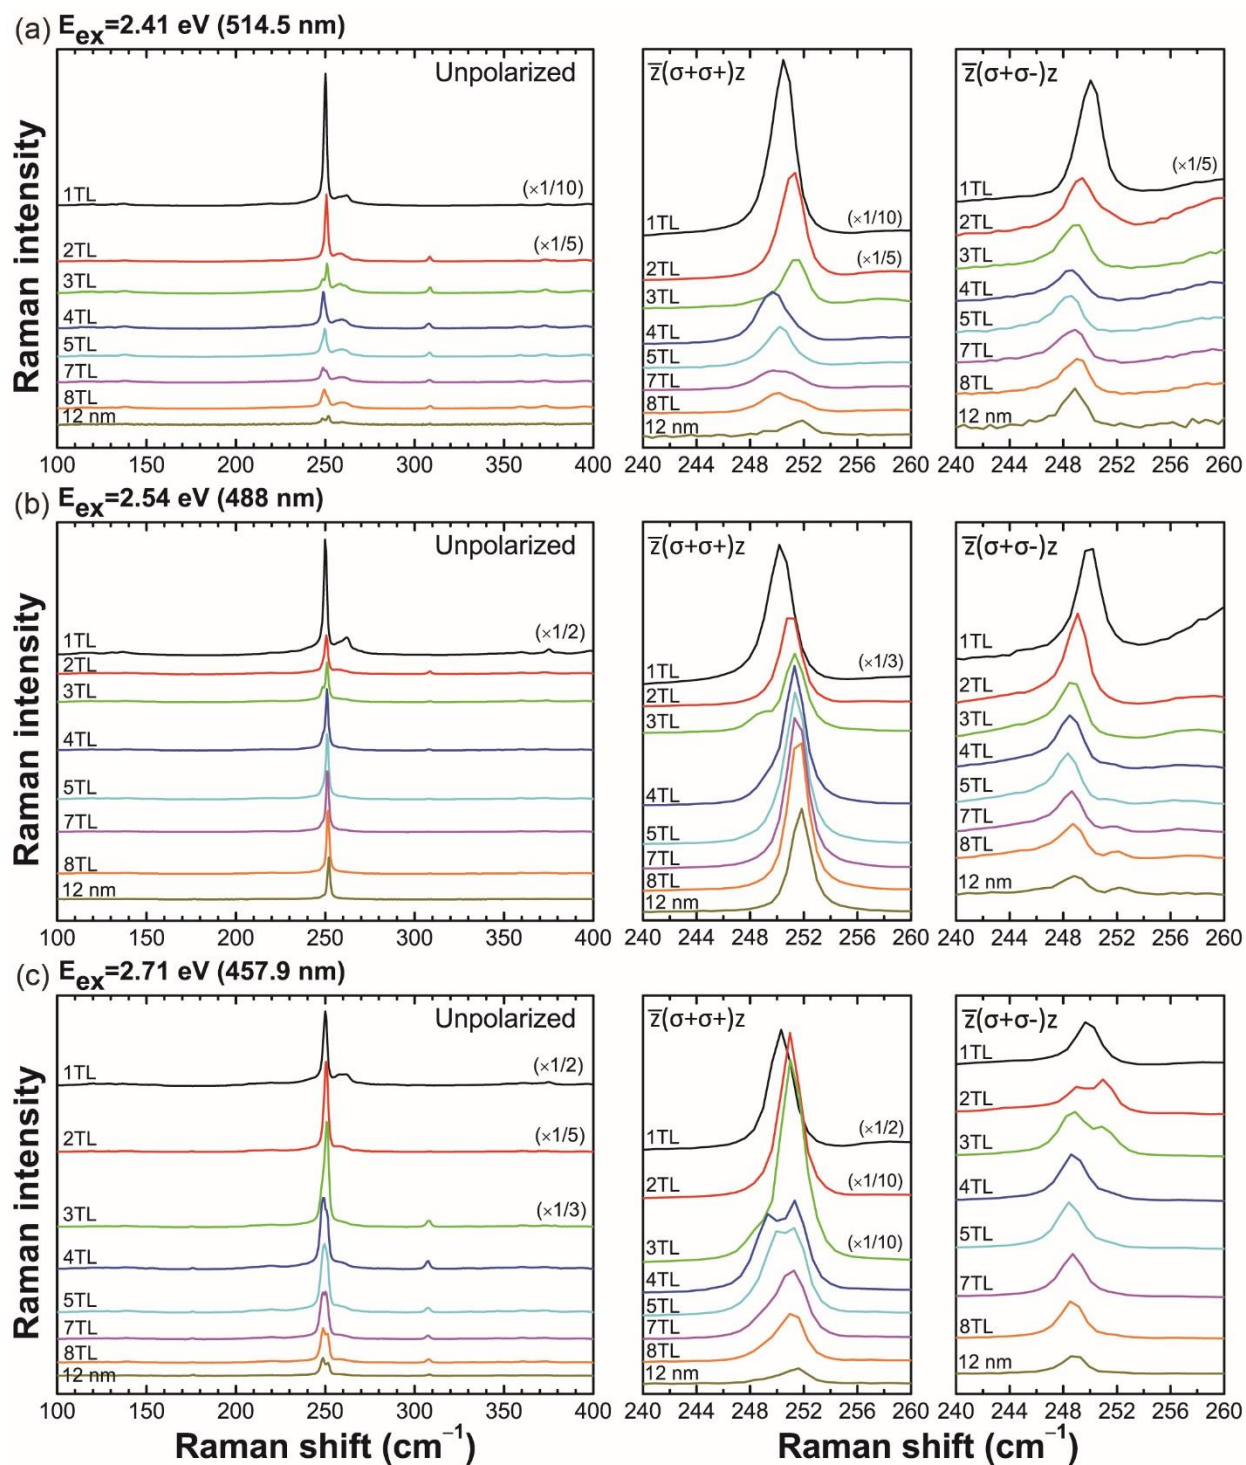 (a) E_ex=2.41 eV (514.5 nm)
Raman intensity
Unpolarized
1TL (×1/10)
2TL (×1/5)
3TL
4TL
5TL
7TL
8TL
12 nm
100 150 200 250 300 350 400
z̅(σ+σ+)z
1TL (×1/10)
2TL (×1/5)
3TL
4TL
5TL
7TL
8TL
12 nm
240 244 248 252 256 260
z̅(σ+σ-)z
1TL (×1/5)
2TL
3TL
4TL
5TL
7TL
8TL
12 nm
240 244 248 252 256 260
(b) E_ex=2.54 eV (488 nm)
Raman intensity
Unpolarized
1TL (×1/2)
2TL
3TL
4TL
5TL
7TL
8TL
12 nm
100 150 200 250 300 350 400
z̅(σ+σ+)z
1TL (×1/3)
2TL
3TL
4TL
5TL
7TL
8TL
12 nm
240 244 248 252 256 260
z̅(σ+σ-)z
1TL
2TL
3TL
4TL
5TL
7TL
8TL
12 nm
240 244 248 252 256 260
(c) E_ex=2.71 eV (457.9 nm)
Raman intensity
Unpolarized
1TL (×1/2)
2TL (×1/5)
3TL (×1/3)
4TL
5TL
7TL
8TL
12 nm
100 150 200 250 300 350 400
Raman shift (cm⁻¹)
z̅(σ+σ+)z
1TL (×1/2)
2TL (×1/10)
3TL (×1/10)
4TL
5TL
7TL
8TL
12 nm
240 244 248 252 256 260
Raman shift (cm⁻¹)
z̅(σ+σ-)z
1TL
2TL
3TL
4TL
5TL
7TL
8TL
12 nm
240 244 248 252 256 260